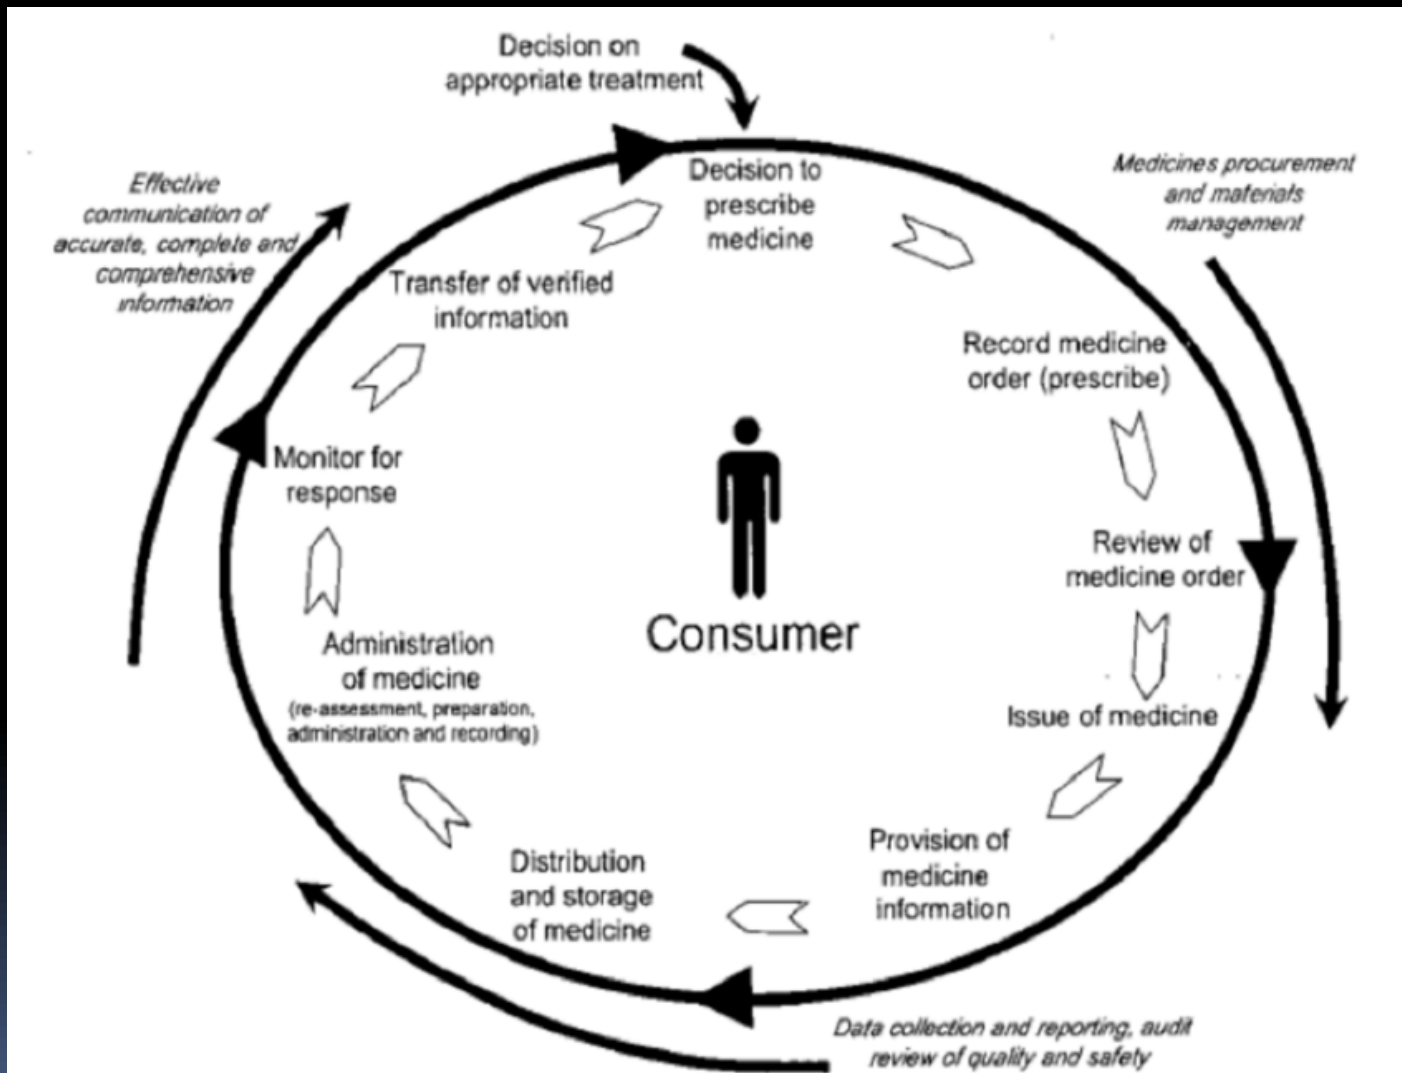 Decision on
appropriate treatment
Decision to
prescribe
medicine
Medicines procurement
and materials
management
Record medicine
order (prescribe)
Review of
medicine order
Issue of medicine
Provision of
medicine
information
Data collection and reporting, audit
review of quality and safety
Distribution
and storage
of medicine
Administration
of medicine
(re-assessment, preparation,
administration and recording)
Monitor for
response
Transfer of verified
information
Effective
communication of
accurate, complete and
comprehensive
information
Consumer